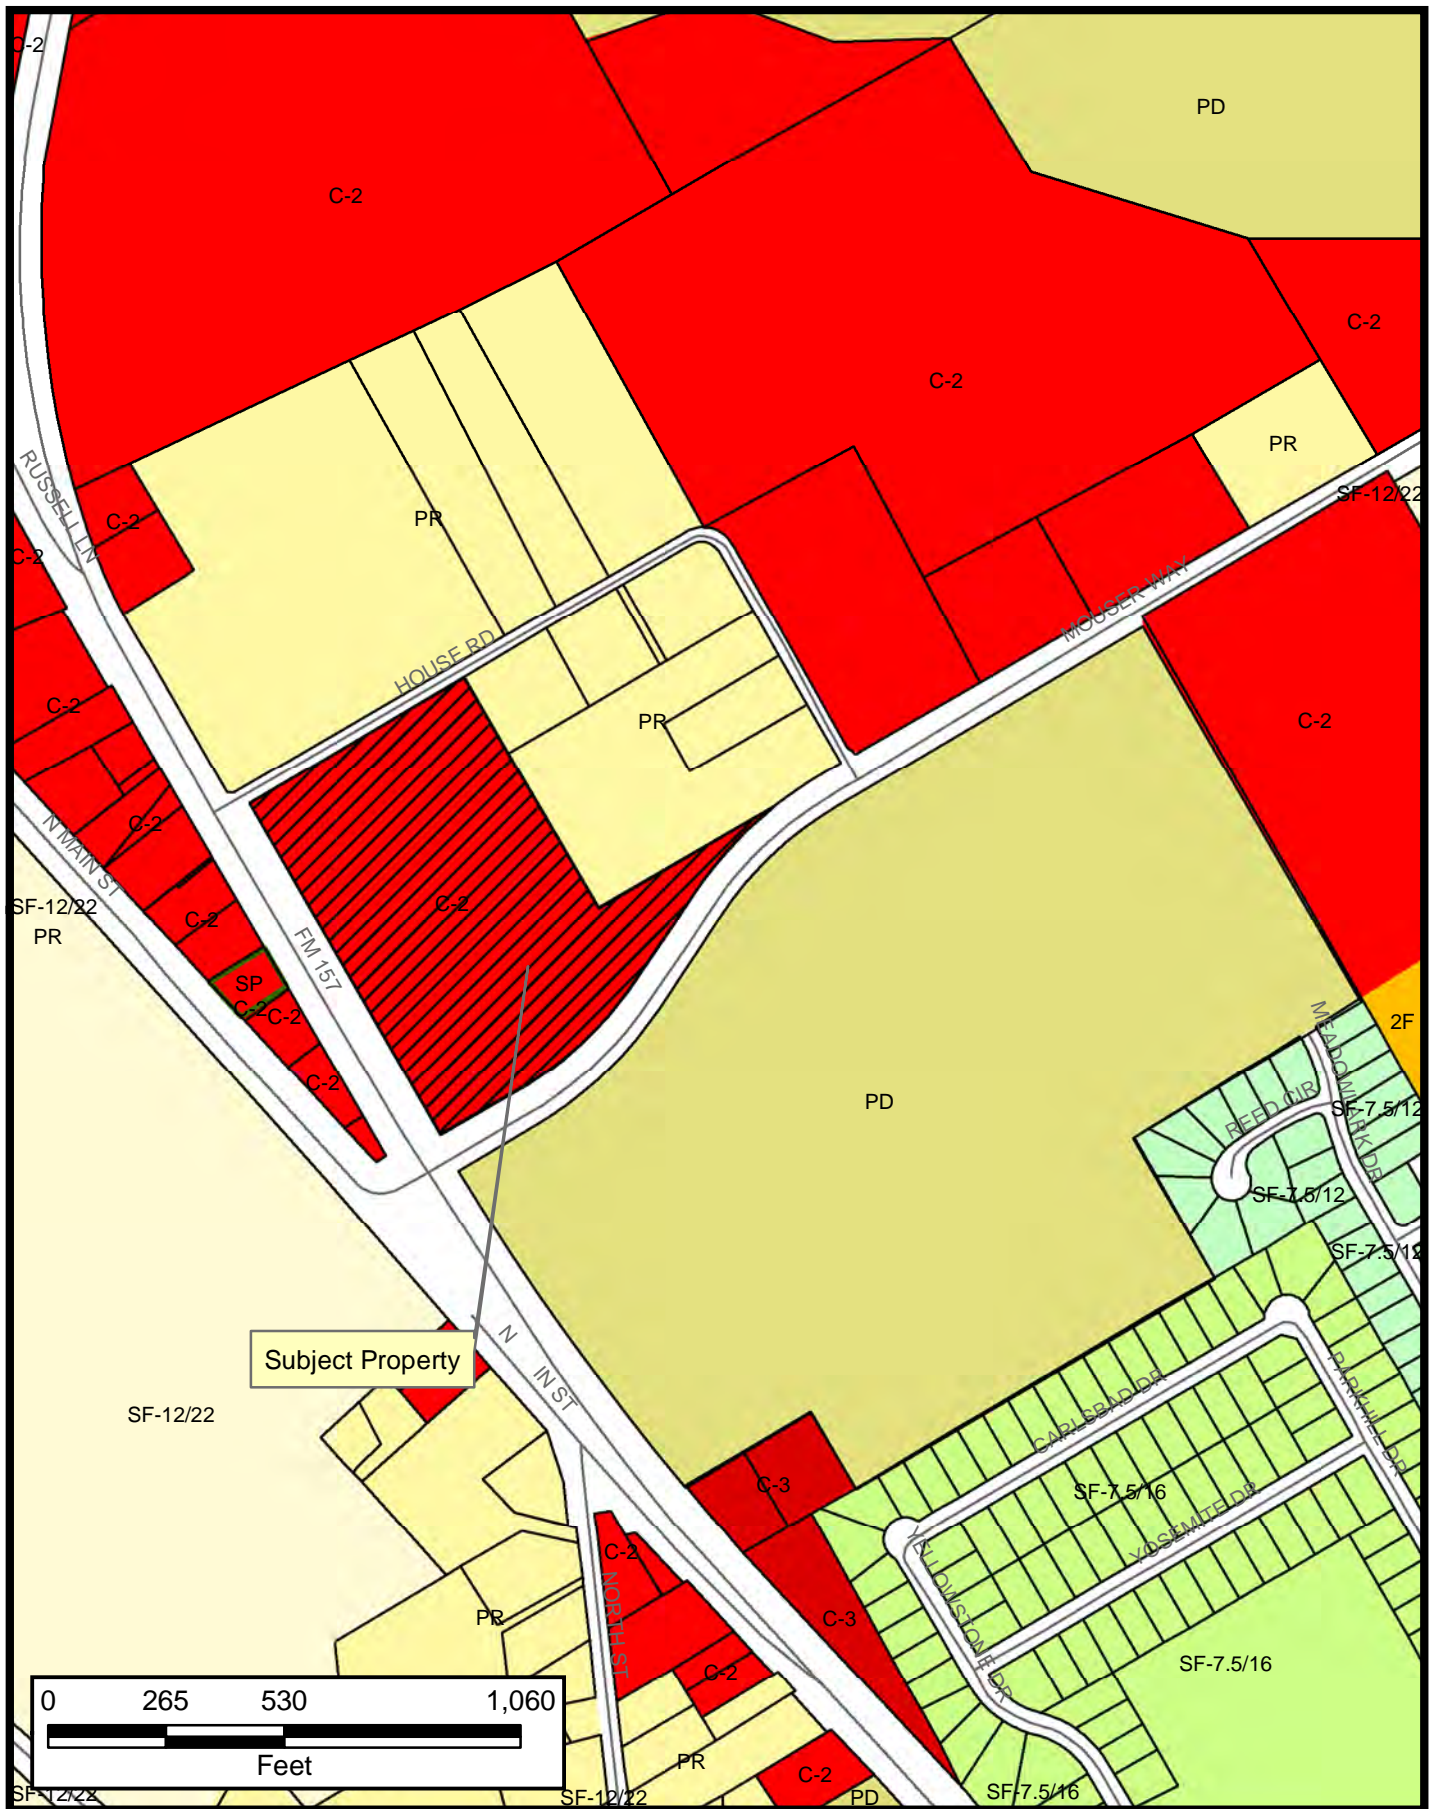 C-2
PD
C-2
C-2
C-2
PR
RUSSELL LN
SF-12/22
C-2
PR
C-2
MOUSER WAY
HOUSE RD
C-2
PR
C-2
C-2
N MAIN ST
C-2
SF-12/22
C-2
PR
FM 157
SP
C-2
C-2
2F
MEADOWLARK DR
C-2
PD
REED CIR
SF-7.5/12
SF-7.5/12
SF-7.5/12
N
IN ST
Subject Property
PARKHILL DR
CARLSBAD DR
SF-12/22
C-3
SF-7.5/16
YOSEMITE DR
C-2
YELLOWSTONE DR
NORTH ST
PR
C-3
SF-7.5/16
C-2
0 265 530 1,060
Feet
PR
C-2
SF-12/22
SF-12/22
PD
SF-7.5/16